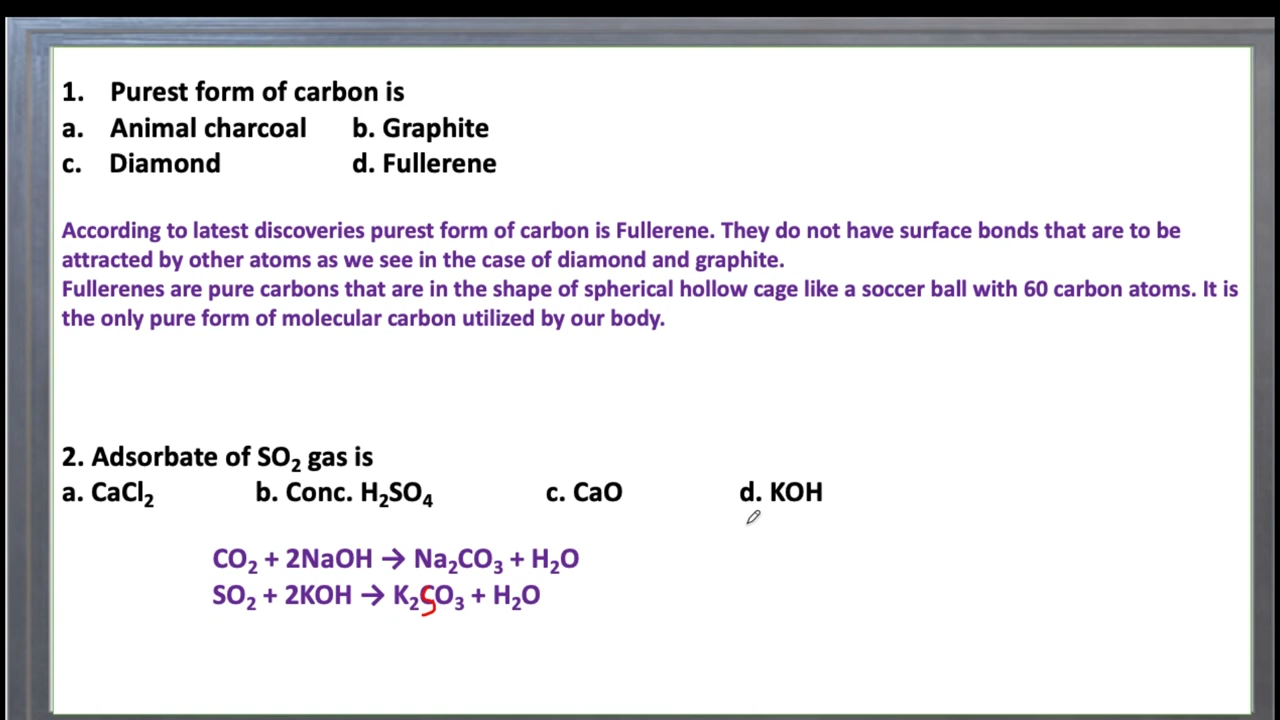 1. Purest form of carbon is
a. Animal charcoal b. Graphite
c. Diamond d. Fullerene
According to latest discoveries purest form of carbon is Fullerene. They do not have surface bonds that are to be
attracted by other atoms as we see in the case of diamond and graphite.
Fullerenes are pure carbons that are in the shape of spherical hollow cage like a soccer ball with 60 carbon atoms. It is
the only pure form of molecular carbon utilized by our body.
2. Adsorbate of SO₂ gas is
a. CaCl₂ b. Conc. H₂SO₄ c. CaO d. KOH
CO₂ + 2NaOH → Na₂CO₃ + H₂O
SO₂ + 2KOH → K₂SO₃ + H₂O